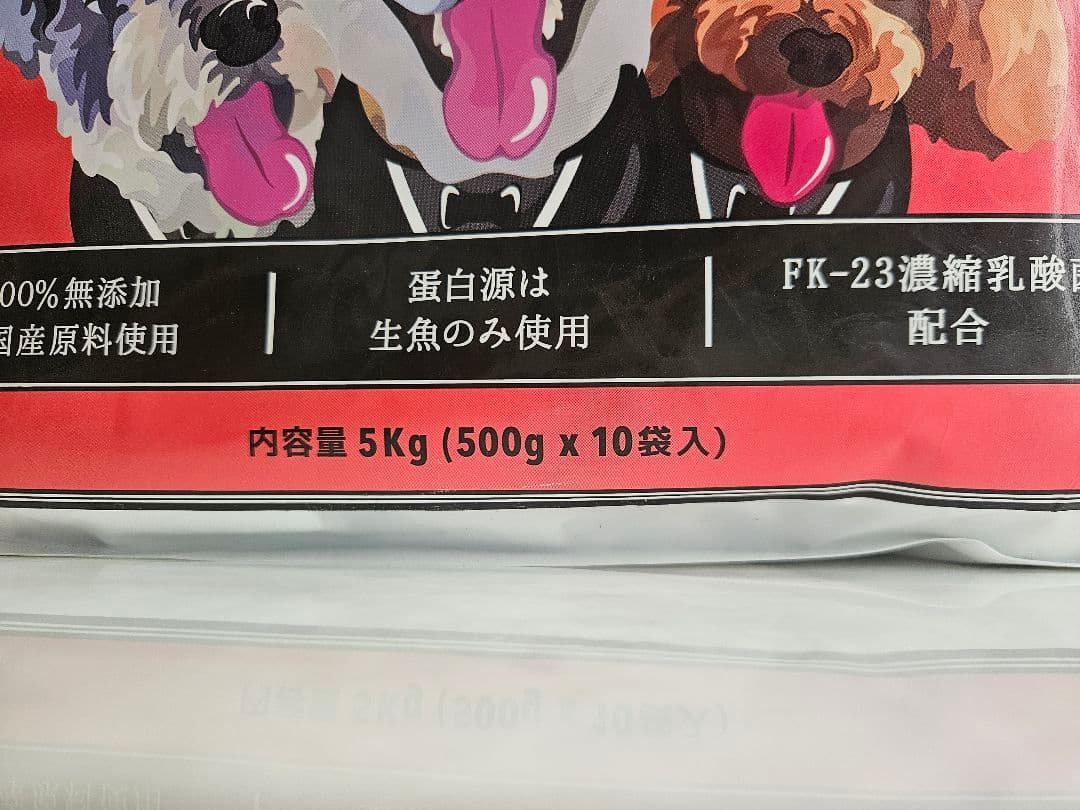 00%無添加
国産原料使用
蛋白源は
生魚のみ使用
FK-23濃縮乳酸菌
配合
内容量 5Kg (500g x 10袋入)